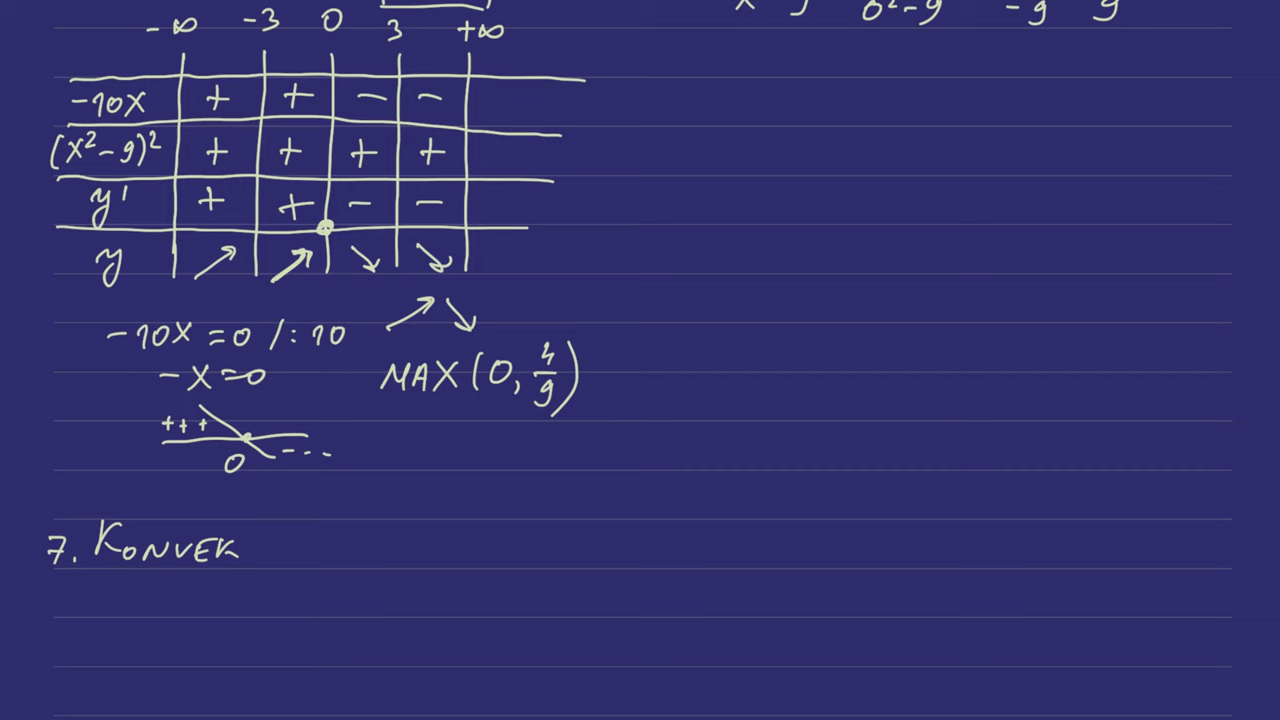 -∞ -3 0 3 +∞
-10x + + - -
(x²-9)² + + + +
y' + + - -
y ↗ ↗ ↘ ↘
-10x = 0 /: 10 ↗ ↘
-x = 0 MAX (0, 4/9)
+ + + - - -
0
7. KONVEK